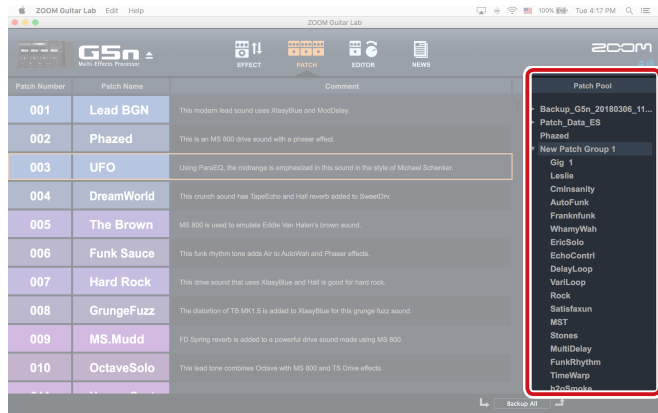 ZOOM Guitar Lab Edit Help 100% Tue 4:17 PM
ZOOM Guitar Lab
G5n
Multi-Effects Processor
EFFECT PATCH EDITOR NEWS
ZOOM
Patch Number Patch Name Comment Patch Pool
001 Lead BGN This modern lead sound uses XtasyBlue and ModDelay.
002 Phazed This is an MS 800 drive sound with a phaser effect.
003 UFO Using ParaEQ, the midrange is emphasized in this sound in the style of Michael Schenker.
004 DreamWorld This crunch sound has TapeEcho and Hall reverb added to SweetDrv.
005 The Brown MS 800 is used to emulate Eddie Van Halen's brown sound.
006 Funk Sauce This funk rhythm tone adds Air to AutoWah and Phaser effects.
007 Hard Rock This drive sound that uses XtasyBlue and Hall is good for hard rock.
008 GrungeFuzz The distortion of TB MK1.5 is added to XtasyBlue for this grunge fuzz sound.
009 MS.Mudd FD Spring reverb is added to a powerful drive sound made using MS 800.
010 OctaveSolo This lead tone combines Octave with MS 800 and TS Drive effects.
Backup_G5n_20180306_11...
Patch_Data_ES
Phazed
New Patch Group 1
Gig 1
Leslie
CmInsanity
AutoFunk
Franknfunk
WhamyWah
EricSolo
EchoContrl
DelayLoop
VariLoop
Rock
Satisfaxun
MST
Stones
MultiDelay
FunkRhythm
TimeWarp
h2oSmoke
Backup All